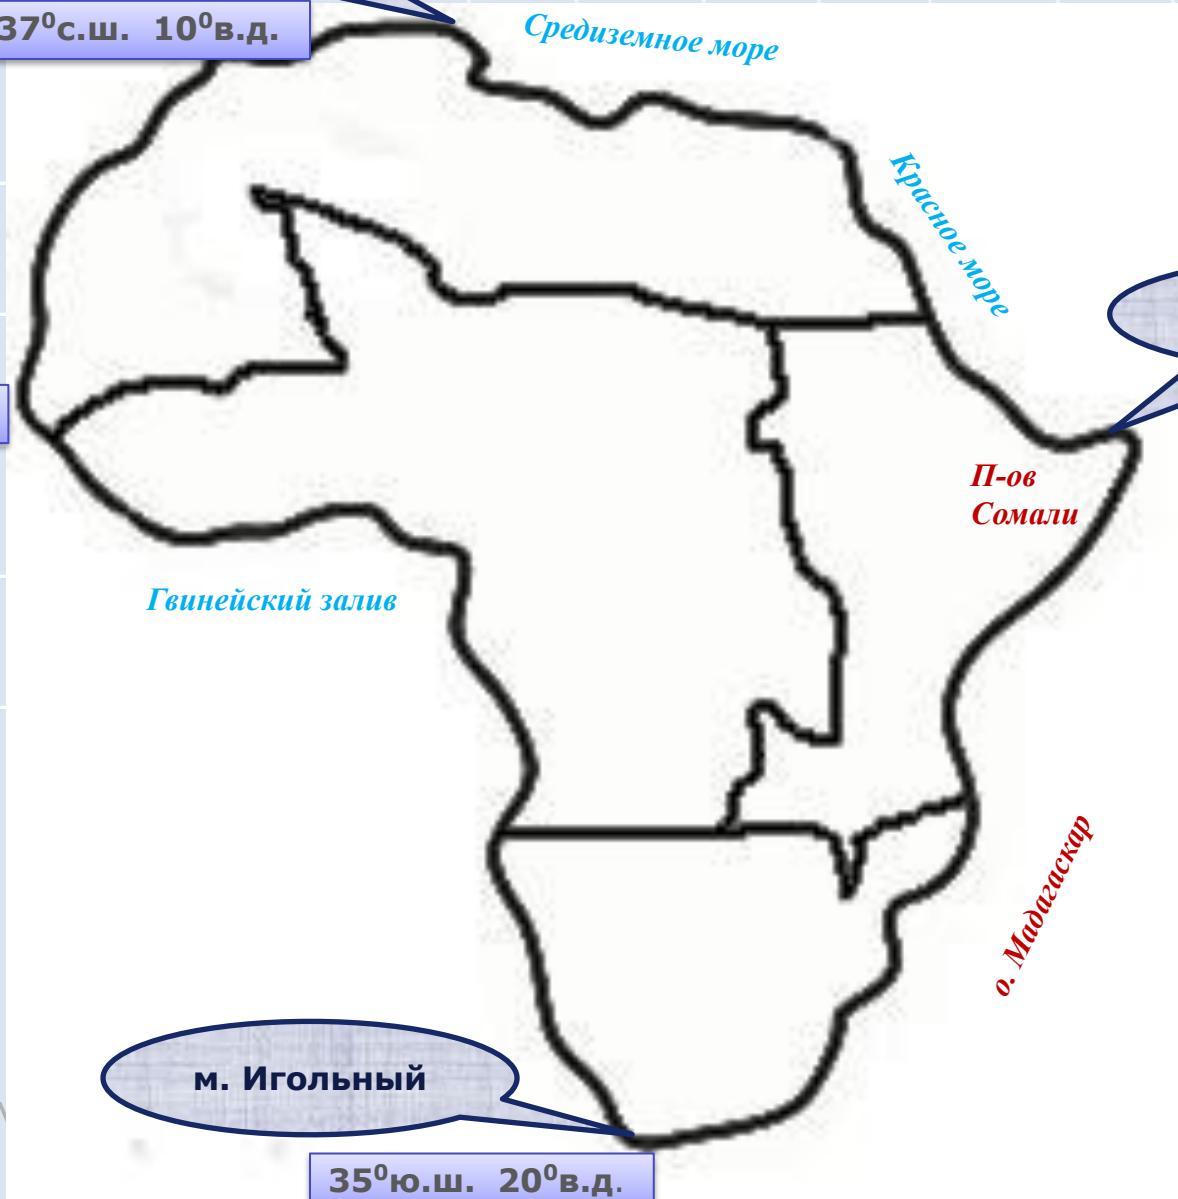 37⁰с.ш. 10⁰в.д.
Средиземное море
Красное море
П-ов
Сомали
Гвинейский залив
о. Мадагаскар
м. Игольный
35⁰ю.ш. 20⁰в.д.